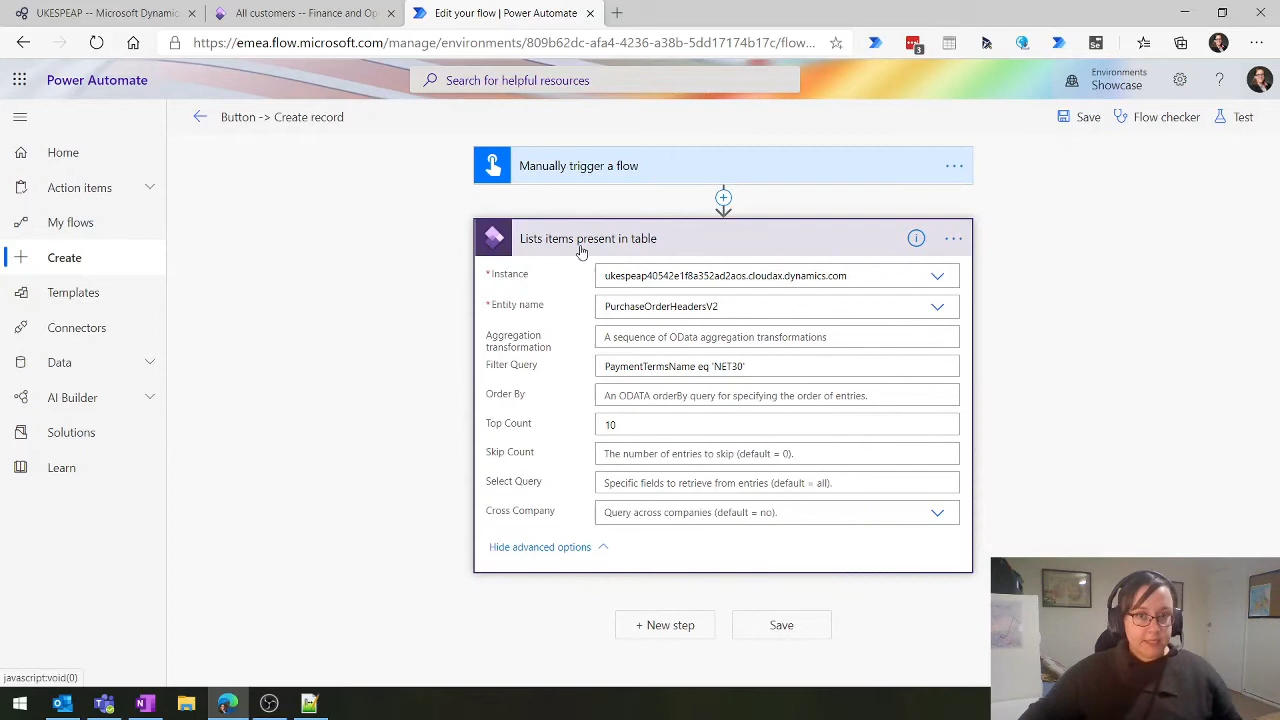 UKESPEAP -- Microsoft Dynamic
All customers -- Finance and Op
Edit your flow | Power Automate
https://emea.flow.microsoft.com/manage/environments/809b62dc-afa4-4236-a38b-5dd17174b17c/flow...
3
Power Automate
Search for helpful resources
Environments
Showcase
Button -> Create record
Save
Flow checker
Test
Home
Action items
My flows
Create
Templates
Connectors
Data
AI Builder
Solutions
Learn
Manually trigger a flow
Lists items present in table
* Instance
ukespeap40542e1f8a352ad2aos.cloudax.dynamics.com
* Entity name
PurchaseOrderHeadersV2
Aggregation
transformation
A sequence of OData aggregation transformations
Filter Query
PaymentTermsName eq 'NET30'
Order By
An ODATA orderBy query for specifying the order of entries.
Top Count
10
Skip Count
The number of entries to skip (default = 0).
Select Query
Specific fields to retrieve from entries (default = all).
Cross Company
Query across companies (default = no).
Hide advanced options
+ New step
Save
javascript:void(0)